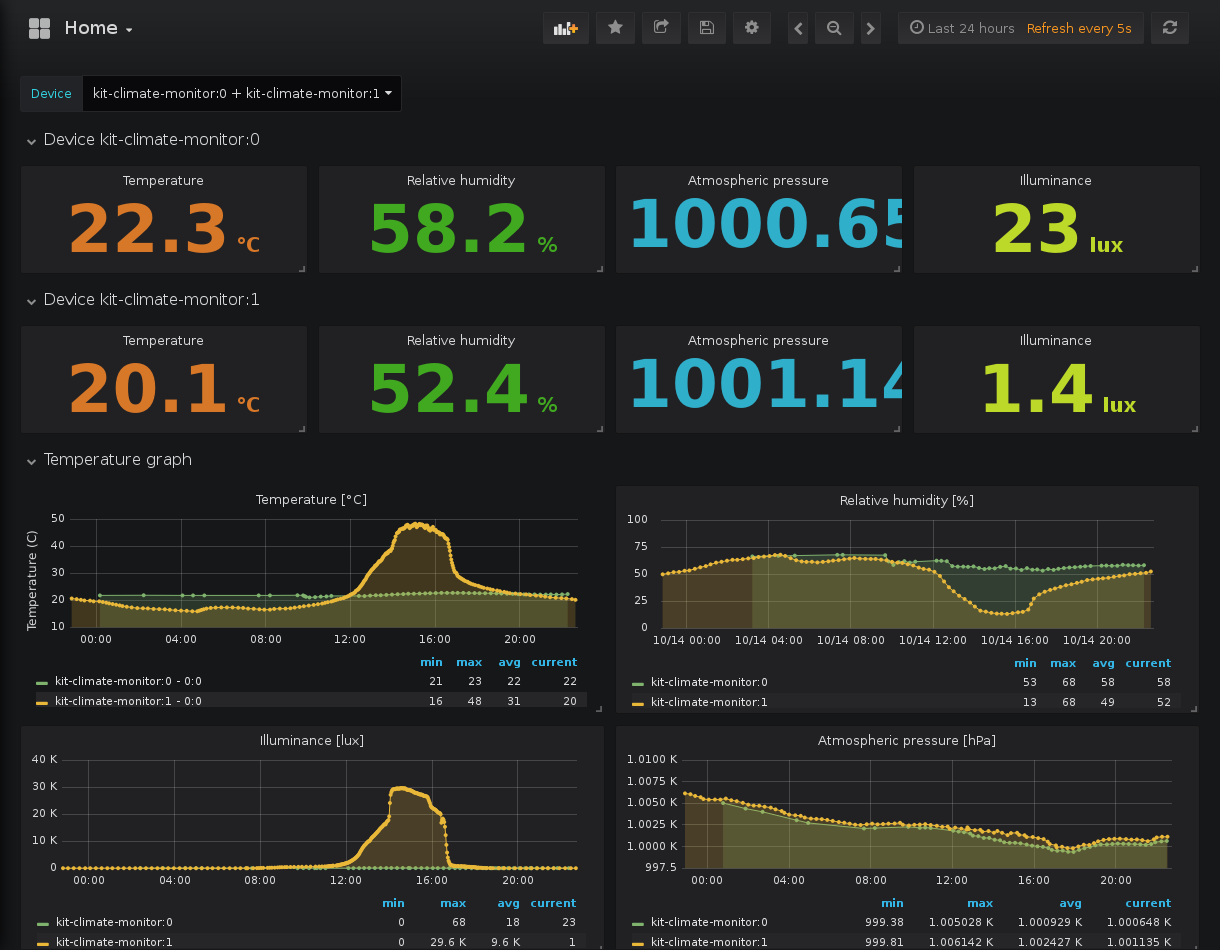 Home
Last 24 hours Refresh every 5s
Device kit-climate-monitor:0 + kit-climate-monitor:1
Device kit-climate-monitor:0
Temperature Relative humidity Atmospheric pressure Illuminance
22.3 °C 58.2 % 1000.65 23 lux
Device kit-climate-monitor:1
Temperature Relative humidity Atmospheric pressure Illuminance
20.1 °C 52.4 % 1001.14 1.4 lux
Temperature graph
Temperature [°C]
Temperature (C)
50
40
30
20
10
00:00 04:00 08:00 12:00 16:00 20:00
min max avg current
kit-climate-monitor:0 - 0:0 21 23 22 22
kit-climate-monitor:1 - 0:0 16 48 31 20
Relative humidity [%]
100
75
50
25
0
10/14 00:00 10/14 04:00 10/14 08:00 10/14 12:00 10/14 16:00 10/14 20:00
min max avg current
kit-climate-monitor:0 53 68 58 58
kit-climate-monitor:1 13 68 49 52
Illuminance [lux]
40 K
30 K
20 K
10 K
0
00:00 04:00 08:00 12:00 16:00 20:00
min max avg current
kit-climate-monitor:0 0 68 18 23
kit-climate-monitor:1 0 29.6 K 9.6 K 1
Atmospheric pressure [hPa]
1.0100 K
1.0075 K
1.0050 K
1.0025 K
1.0000 K
997.5
00:00 04:00 08:00 12:00 16:00 20:00
min max avg current
kit-climate-monitor:0 999.38 1.005028 K 1.000929 K 1.000648 K
kit-climate-monitor:1 999.81 1.006142 K 1.002427 K 1.001135 K